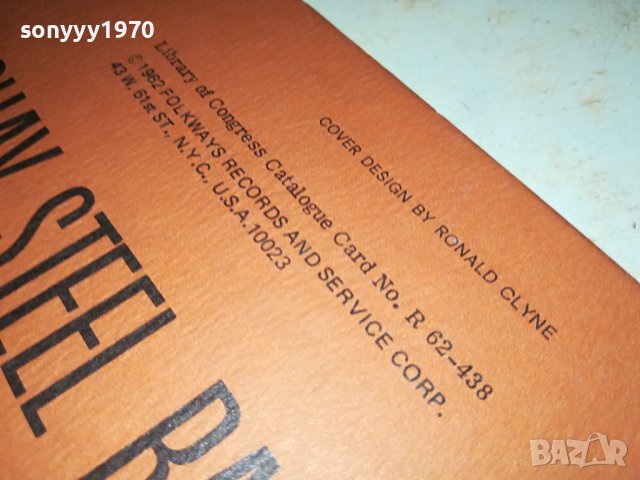 sonyyy1970
Library of Congress Catalogue Card No. R 62-438
© 1962 FOLKWAYS RECORDS AND SERVICE CORP.
43 W. 61st ST., N.Y.C., U.S.A. 10023
COVER DESIGN BY RONALD CLYNE
STEEL
BAZAR